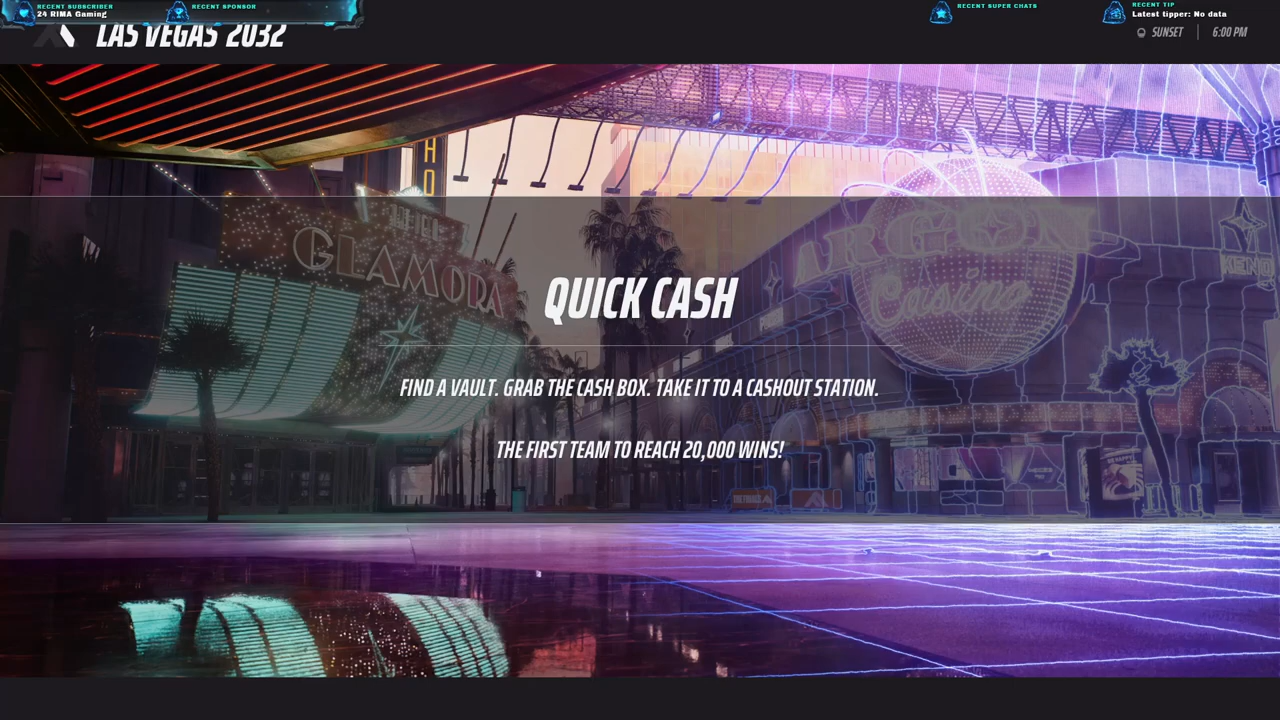 RECENT SUBSCRIBER
24 RIMA Gaming
RECENT SPONSOR
RECENT SUPER CHATS
RECENT TIP
Latest tipper: No data
LAS VEGAS 2032
SUNSET
6:00 PM
HO
HOTEL
GLAMORA
ARGON
Casino
KENO
QUICK CASH
FIND A VAULT. GRAB THE CASH BOX. TAKE IT TO A CASHOUT STATION.
THE FIRST TEAM TO REACH 20,000 WINS!